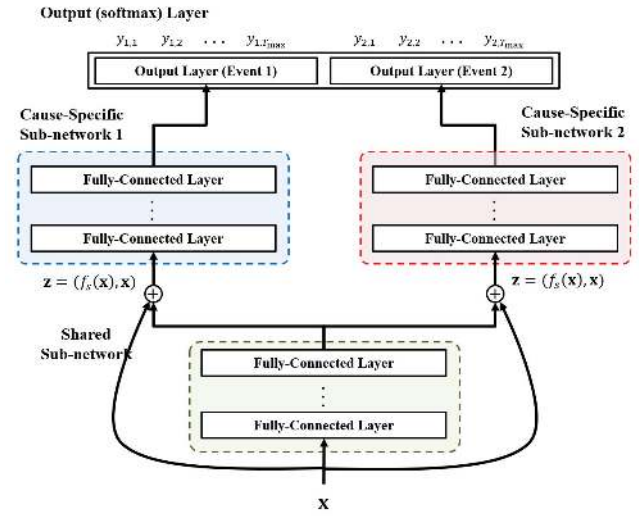 Output (softmax) Layer
y₁,₁ y₁,₂ . . . y₁,T_max y₂,₁ y₂,₂ . . . y₂,T_max
Output Layer (Event 1) Output Layer (Event 2)
Cause-Specific
Sub-network 1
Cause-Specific
Sub-network 2
Fully-Connected Layer
⋮
Fully-Connected Layer
Fully-Connected Layer
⋮
Fully-Connected Layer
z = (fₛ(x), x)
+
z = (fₛ(x), x)
+
Shared
Sub-network
Fully-Connected Layer
⋮
Fully-Connected Layer
x